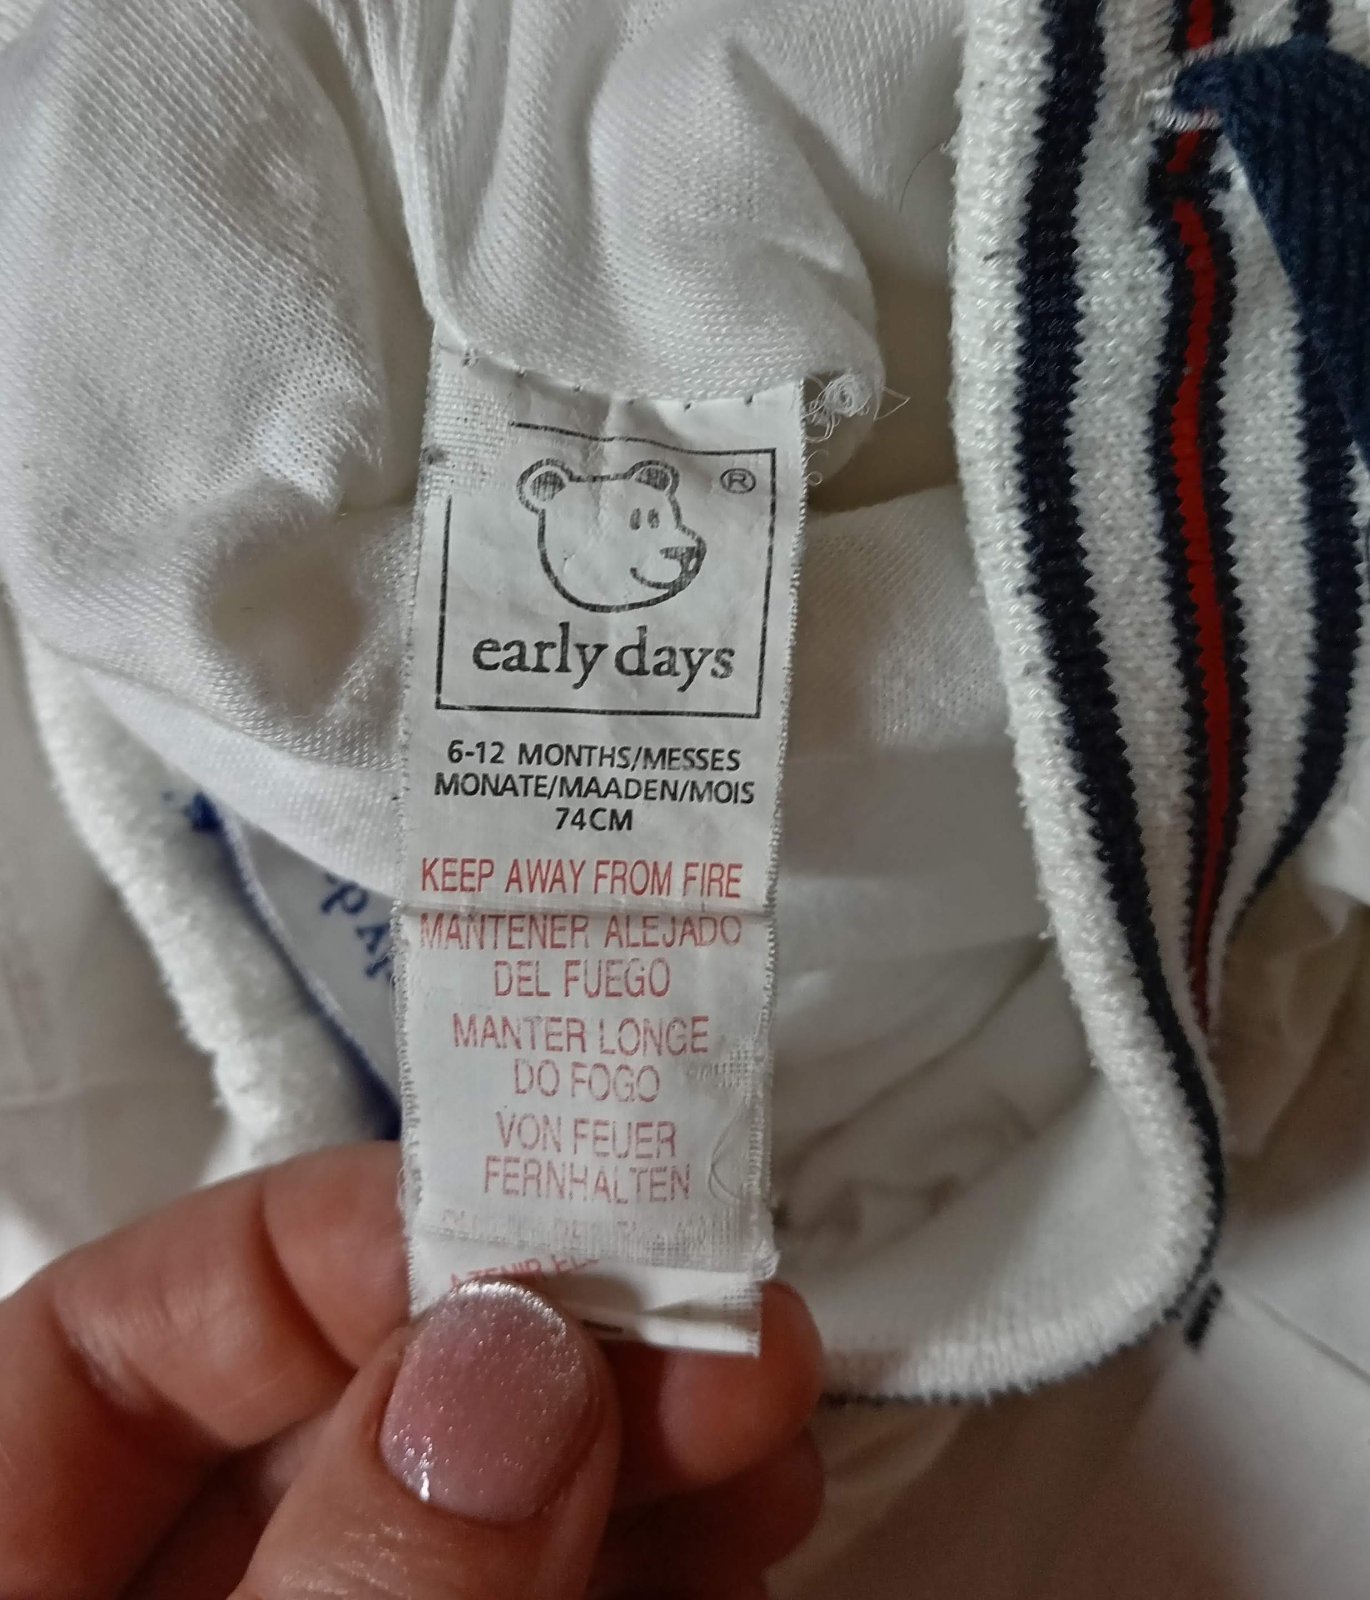 ®
early days
6-12 MONTHS/MESSES
MONATE/MAADEN/MOIS
74CM
KEEP AWAY FROM FIRE
MANTENER ALEJADO
DEL FUEGO
MANTER LONGE
DO FOGO
VON FEUER
FERNHALTEN